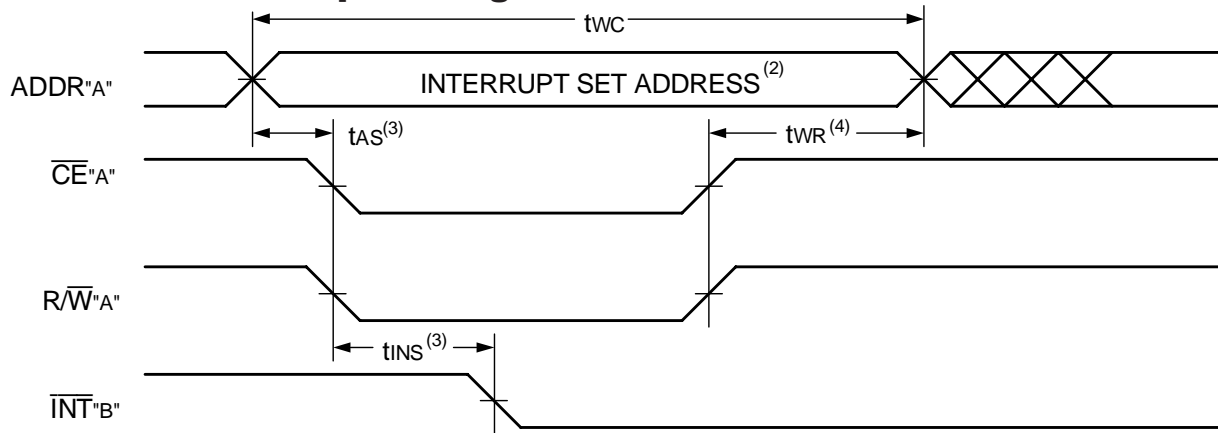 tWC
ADDR"A"
INTERRUPT SET ADDRESS(2)
tAS(3)
tWR(4)
CE"A"
R/W"A"
tINS(3)
INT"B"